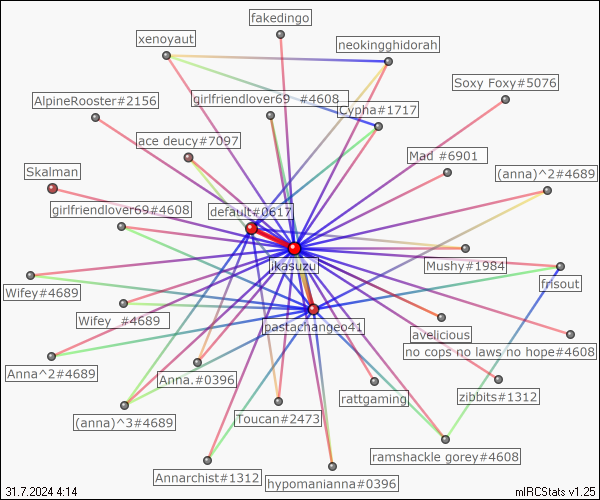 fakedingo
xenoyaut
neokingghidorah
Soxy Foxy#5076
AlpineRooster#2156
girlfriendlover69 #4608
Cypha#1717
ace deucy#7097
Mad #6901
(anna)^2#4689
Skalman
girlfriendlover69#4608
default#0617
ikasuzu
Mushy#1984
frisout
Wifey#4689
Wifey #4689
pastachangeo41
avelicious
no cops no laws no hope#4608
Anna^2#4689
Anna.#0396
rattgaming
zibbits#1312
(anna)^3#4689
Toucan#2473
ramshackle gorey#4608
Annarchist#1312
hypomanianna#0396
31.7.2024 4:14
mIRCStats v1.25